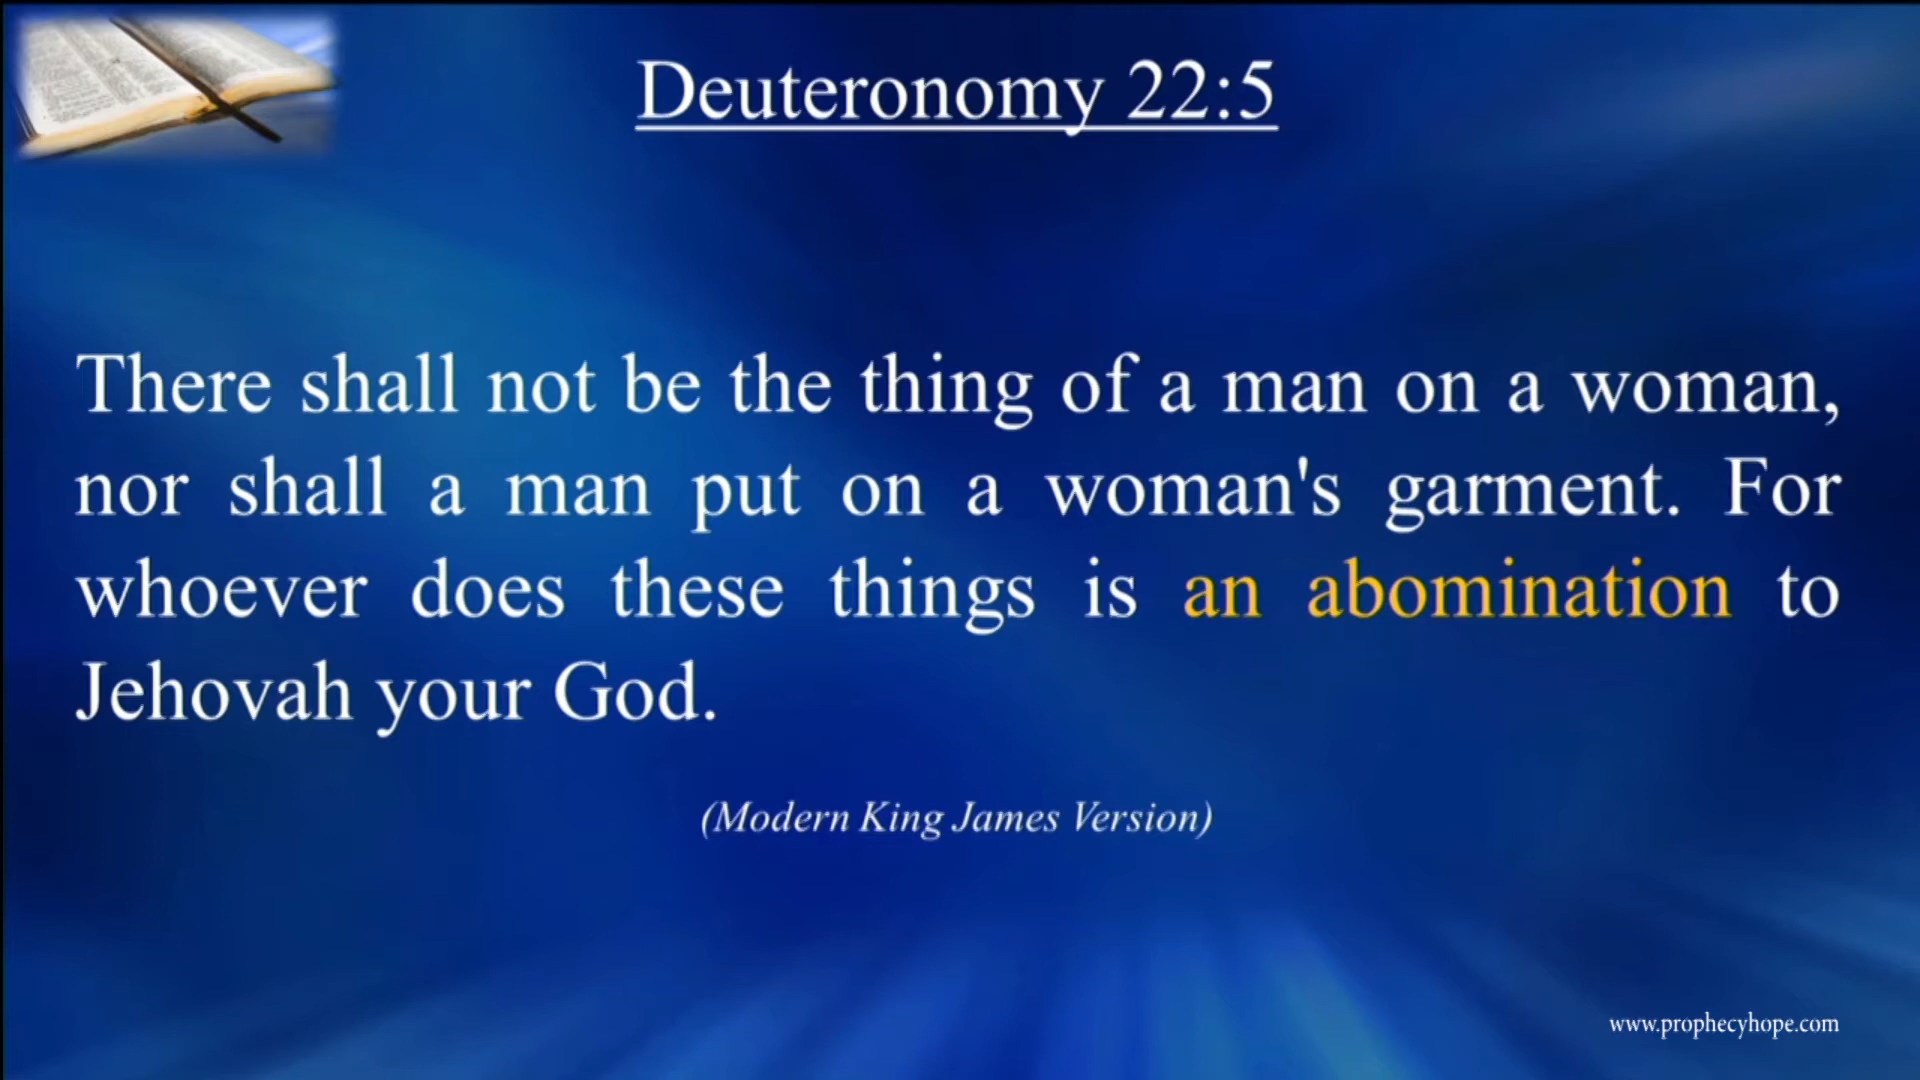 Deuteronomy 22:5
There shall not be the thing of a man on a woman,
nor shall a man put on a woman's garment. For
whoever does these things is an abomination to
Jehovah your God.
(Modern King James Version)
www.prophecyhope.com